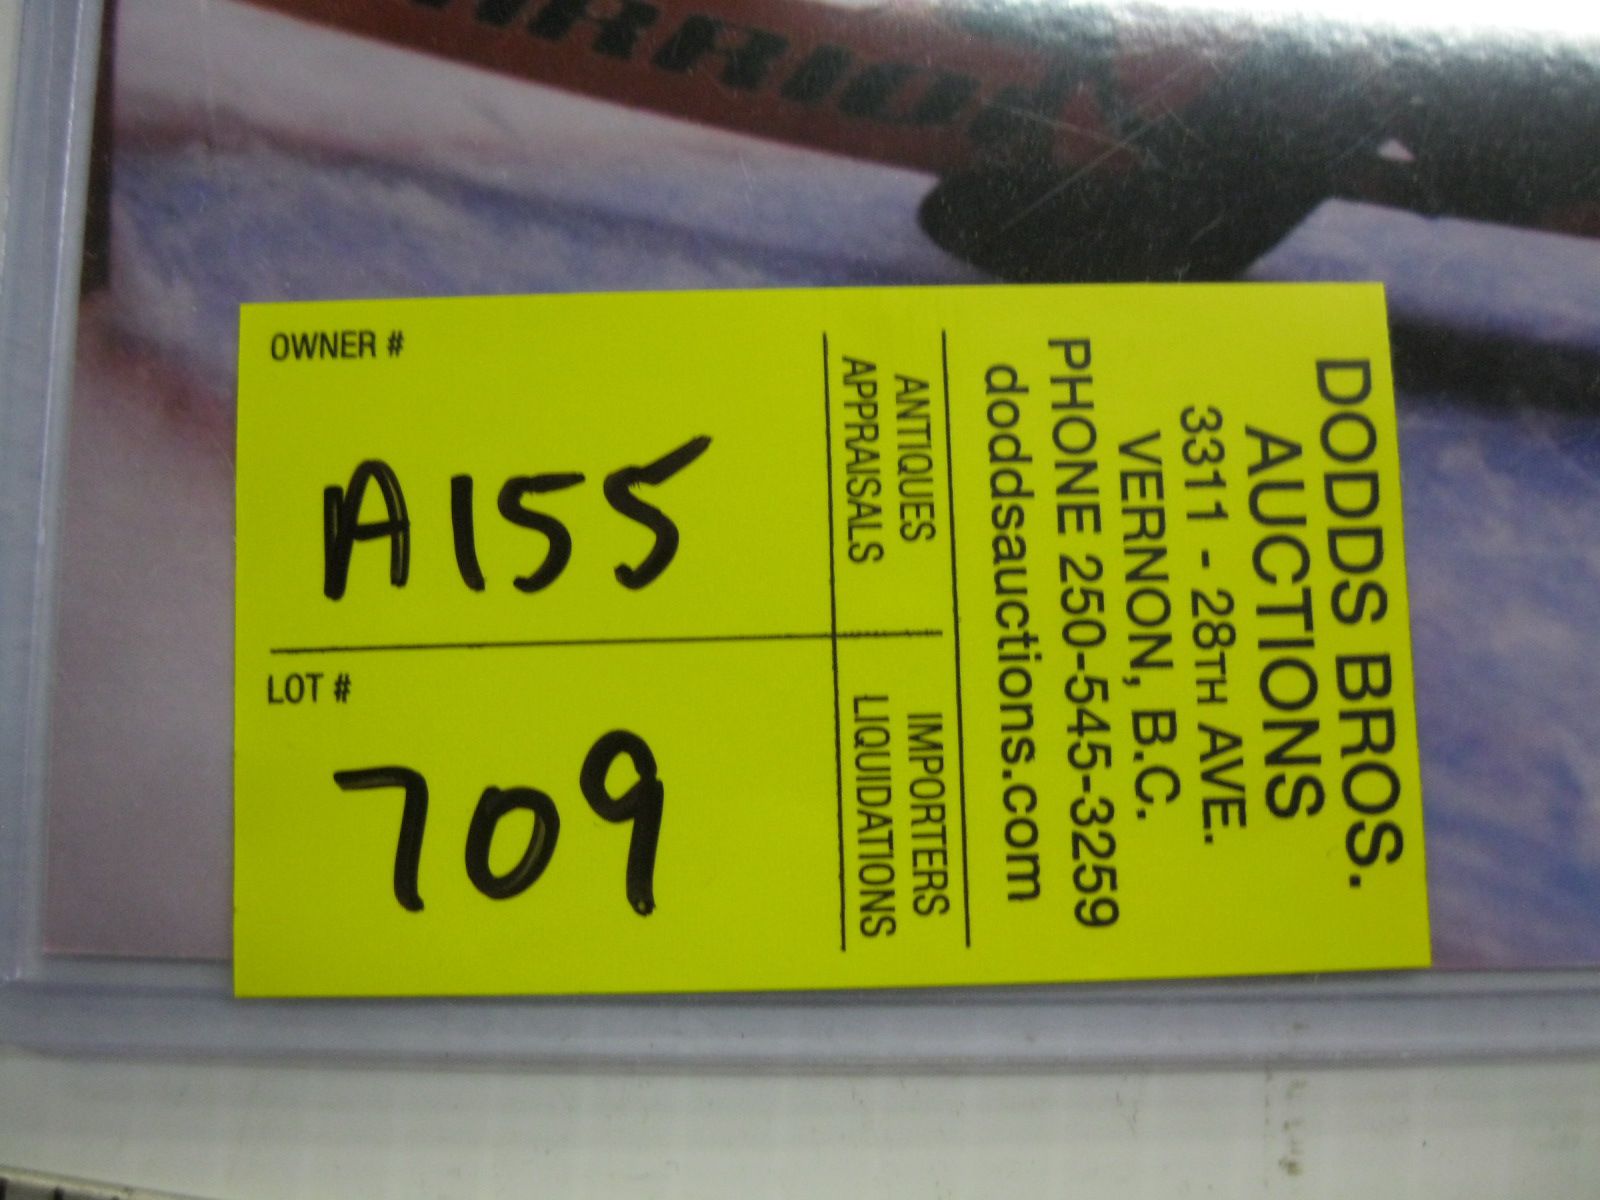 OWNER #
A155
LOT #
709
DODDS BROS.
AUCTIONS
3311 - 28TH AVE.
VERNON, B.C.
PHONE 250-545-3259
doddsauctions.com
ANTIQUES
APPRAISALS
IMPORTERS
LIQUIDATIONS